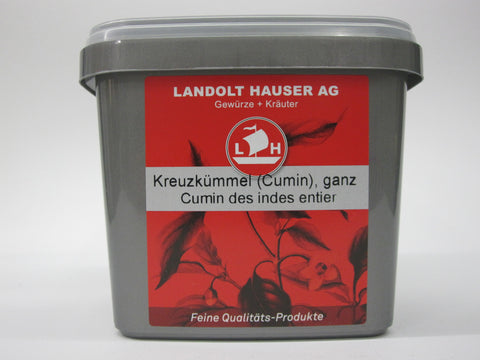 LANDOLT HAUSER AG
Gewürze + Kräuter
L H
Kreuzkümmel (Cumin), ganz
Cumin des indes entier
Feine Qualitäts-Produkte